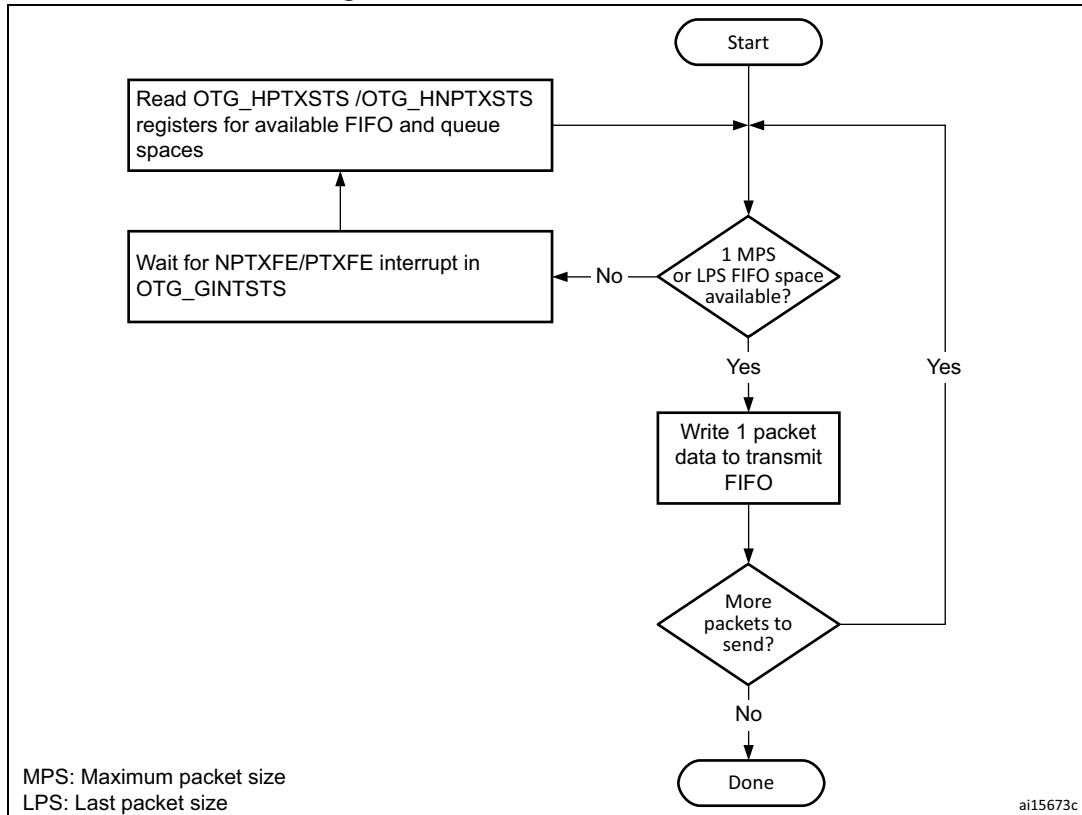 Start
Read OTG_HPTXSTS /OTG_HNPTXSTS
registers for available FIFO and queue
spaces
1 MPS
or LPS FIFO space
available?
No
Wait for NPTXFE/PTXFE interrupt in
OTG_GINTSTS
Yes
Yes
Write 1 packet
data to transmit
FIFO
More
packets to
send?
No
Done
MPS: Maximum packet size
LPS: Last packet size
ai15673c